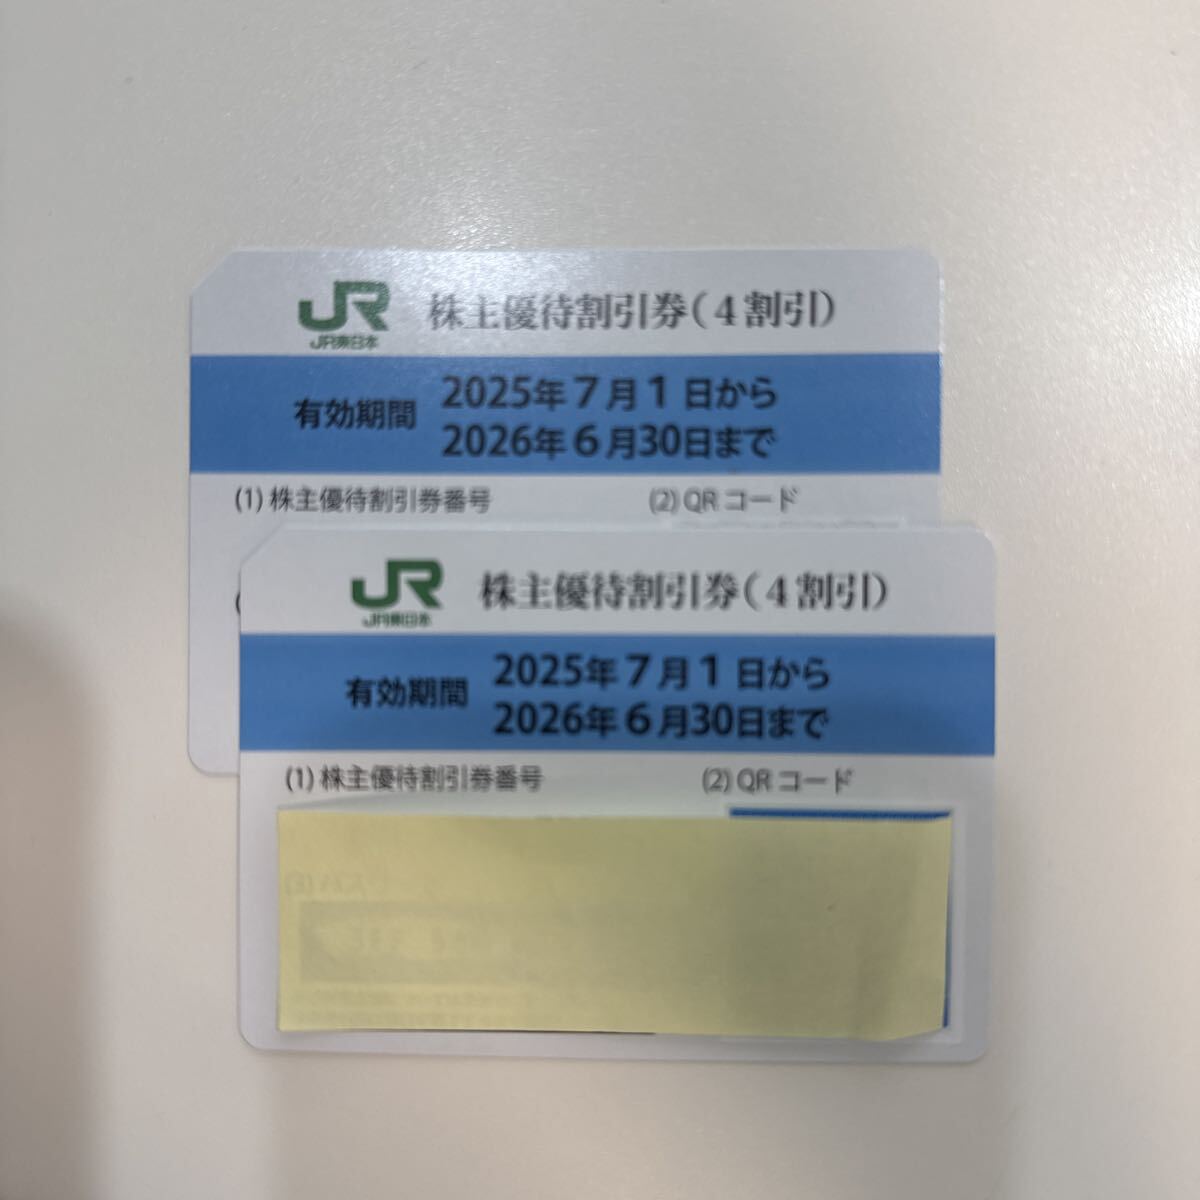 JR 株主優待割引券(4割引)
JR東日本
有効期間
2025年7月1日から
2026年6月30日まで
(1) 株主優待割引券番号
(2) QRコード
JR 株主優待割引券(4割引)
JR東日本
有効期間
2025年7月1日から
2026年6月30日まで
(1) 株主優待割引券番号
(2) QRコード